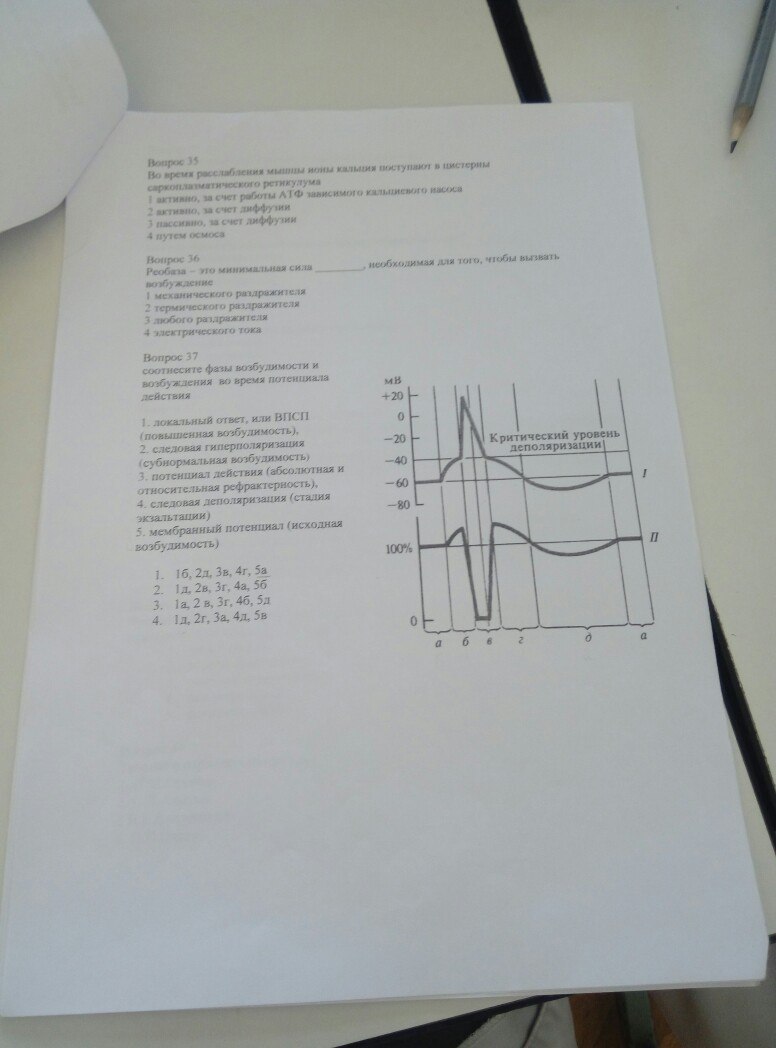 Вопрос 35
Во время расслабления мышцы ионы кальция поступают в цистерны
саркоплазматического ретикулума
1 активно, за счет работы АТФ зависимого кальциевого насоса
2 активно, за счет диффузии
3 пассивно, за счет диффузии
4 путем осмоса
Вопрос 36
Реобаза – это минимальная сила ________, необходимая для того, чтобы вызвать
возбуждение
1 механического раздражителя
2 термического раздражителя
3 любого раздражителя
4 электрического тока
Вопрос 37
соотнесите фазы возбудимости и
возбуждения во время потенциала
действия
1. локальный ответ, или ВПСП
(повышенная возбудимость),
2. следовая гиперполяризация
(субнормальная возбудимость)
3. потенциал действия (абсолютная и
относительная рефрактерность),
4. следовая деполяризация (стадия
экзальтации)
5. мембранный потенциал (исходная
возбудимость)
1. 1б, 2д, 3в, 4г, 5а
2. 1д, 2в, 3г, 4а, 5б
3. 1а, 2 в, 3г, 4б, 5д
4. 1д, 2г, 3а, 4д, 5в
мВ
+20
0
−20
Критический уровень
деполяризации
−40
−60
I
−80
100%
II
0
а б в г д а